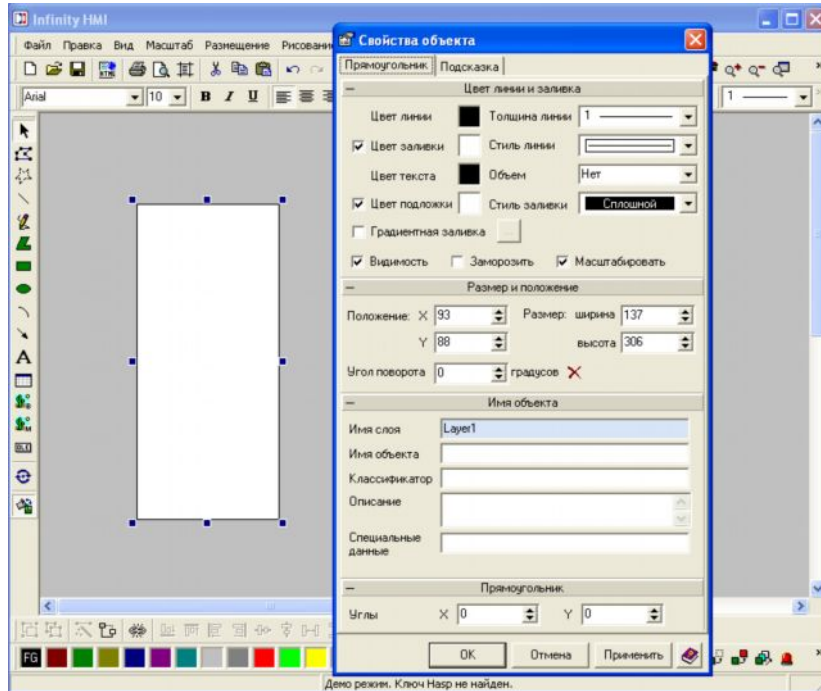 Infinity HMI
Файл Правка Вид Масштаб Размещение Рисование
Arial 10 B I U 1
A
DLL
Свойства объекта
Прямоугольник Подсказка
Цвет линии и заливка
Цвет линии Толщина линии 1
Цвет заливки Стиль линии
Цвет текста Объем Нет
Цвет подложки Стиль заливки Сплошной
Градиентная заливка ...
Видимость Заморозить Масштабировать
Размер и положение
Положение: X 93 Размер: ширина 137
Y 88 высота 306
Угол поворота 0 градусов
Имя объекта
Имя слоя Layer1
Имя объекта
Классификатор
Описание
Специальные
данные
Прямоугольник
Углы X 0 Y 0
OK Отмена Применить
FG
Демо режим. Ключ Hasp не найден.